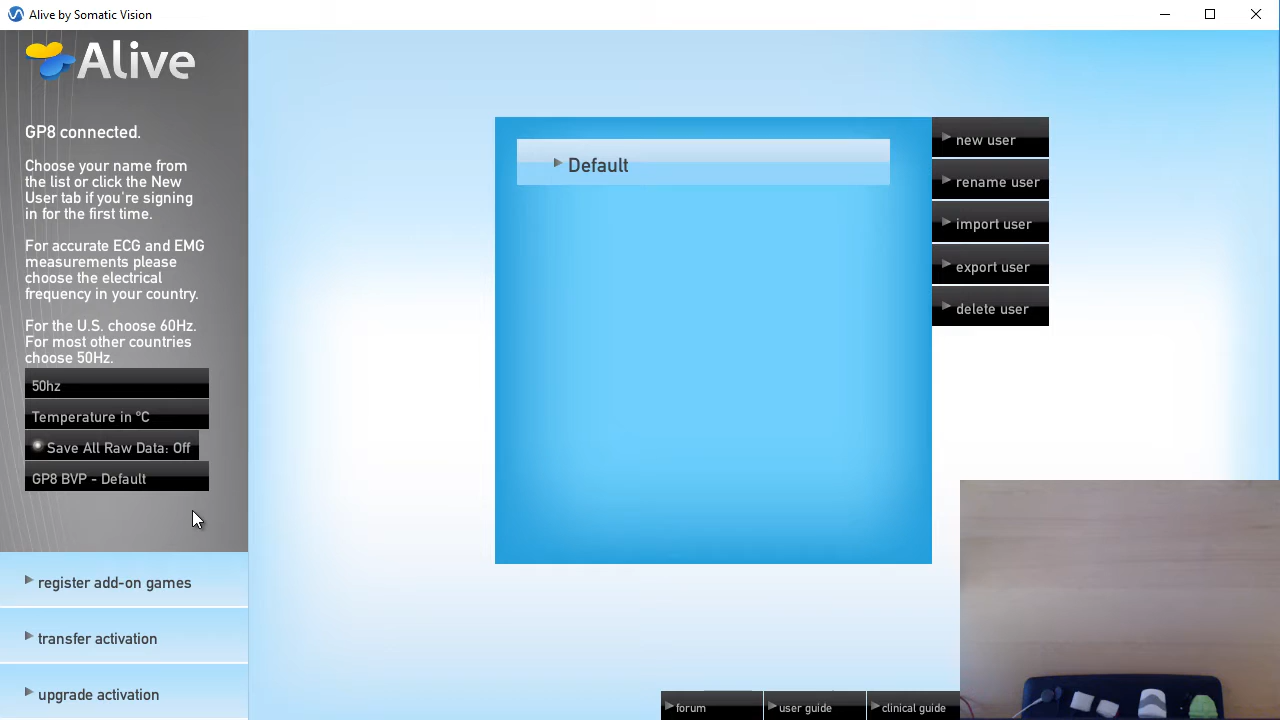 Alive by Somatic Vision
Alive
GP8 connected.
Choose your name from
the list or click the New
User tab if you're signing
in for the first time.
For accurate ECG and EMG
measurements please
choose the electrical
frequency in your country.
For the U.S. choose 60Hz.
For most other countries
choose 50Hz.
50hz
Temperature in °C
Save All Raw Data: Off
GP8 BVP - Default
register add-on games
transfer activation
upgrade activation
Default
new user
rename user
import user
export user
delete user
forum
user guide
clinical guide